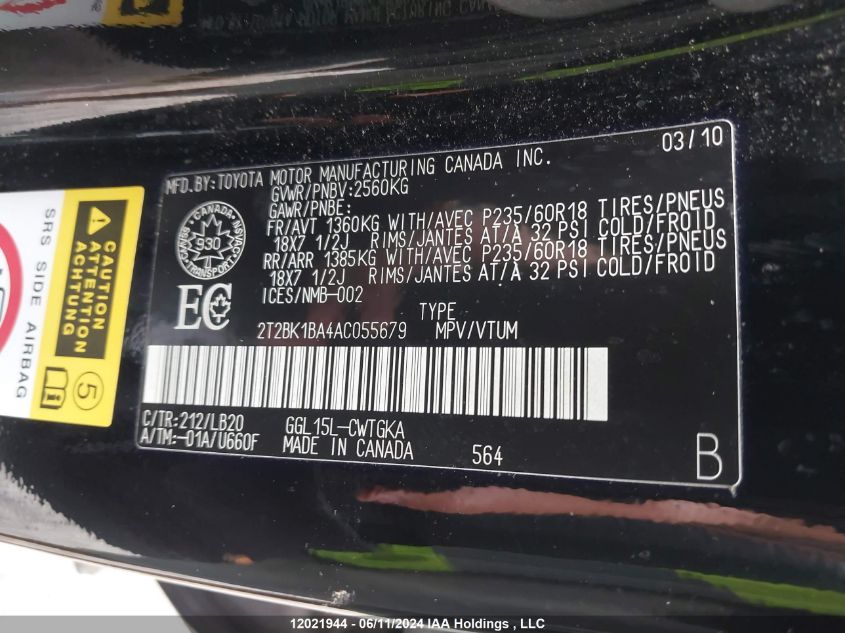 03/10
MFD.BY:TOYOTA MOTOR MANUFACTURING CANADA INC.
GVWR/PNBV:2560KG
GAWR/PNBE:
FR/AVT 1360KG WITH/AVEC P235/60R18 TIRES/PNEUS
18X7 1/2J RIMS/JANTES AT/À 32 PSI COLD/FROID
RR/ARR 1385KG WITH/AVEC P235/60R18 TIRES/PNEUS
18X7 1/2J RIMS/JANTES AT/À 32 PSI COLD/FROID
ICES/NMB-002
CANADA
930
TRANSPORT
EC
TYPE
2T2BK1BA4AC055679 MPV/VTUM
C/TR:212/LB20 GGL15L-CWTGKA
A/TM:-01A/U660F MADE IN CANADA 564
B
SRS SIDE AIRBAG
CAUTION
ATTENTION
ACHTUNG
5
12021944 - 06/11/2024 IAA Holdings , LLC